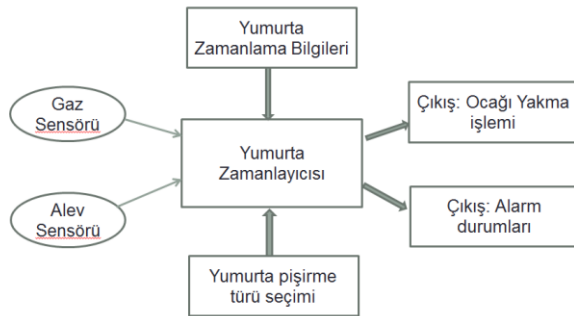 Yumurta
Zamanlama Bilgileri
Gaz
Sensörü
Çıkış: Ocağı Yakma
işlemi
Yumurta
Zamanlayıcısı
Alev
Sensörü
Çıkış: Alarm
durumları
Yumurta pişirme
türü seçimi